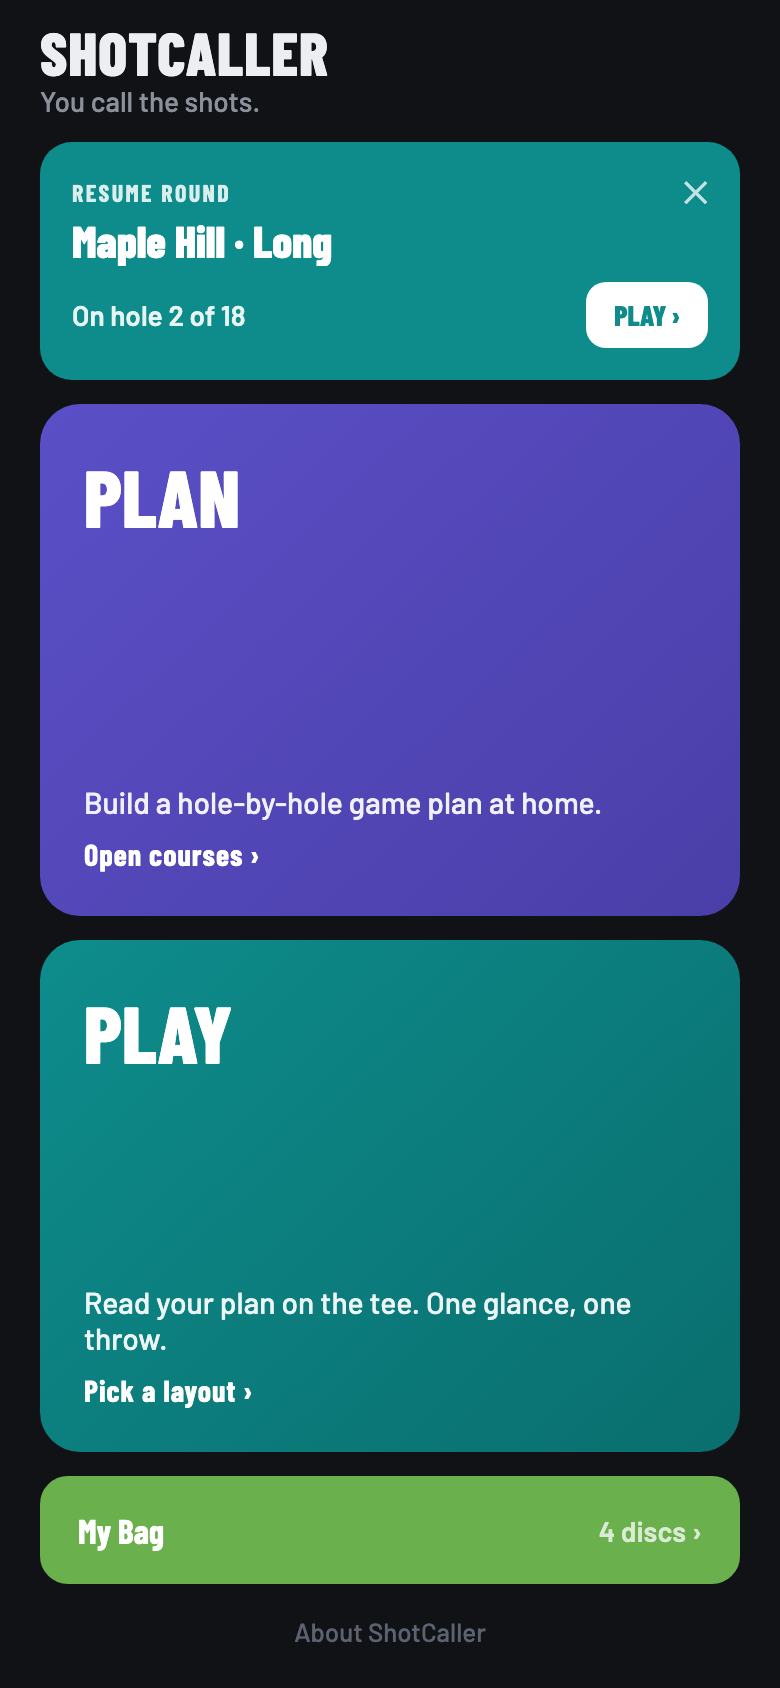 SHOTCALLER
You call the shots.
RESUME ROUND
Maple Hill · Long
On hole 2 of 18
PLAY ›
PLAN
Build a hole-by-hole game plan at home.
Open courses ›
PLAY
Read your plan on the tee. One glance, one
throw.
Pick a layout ›
My Bag
4 discs ›
About ShotCaller